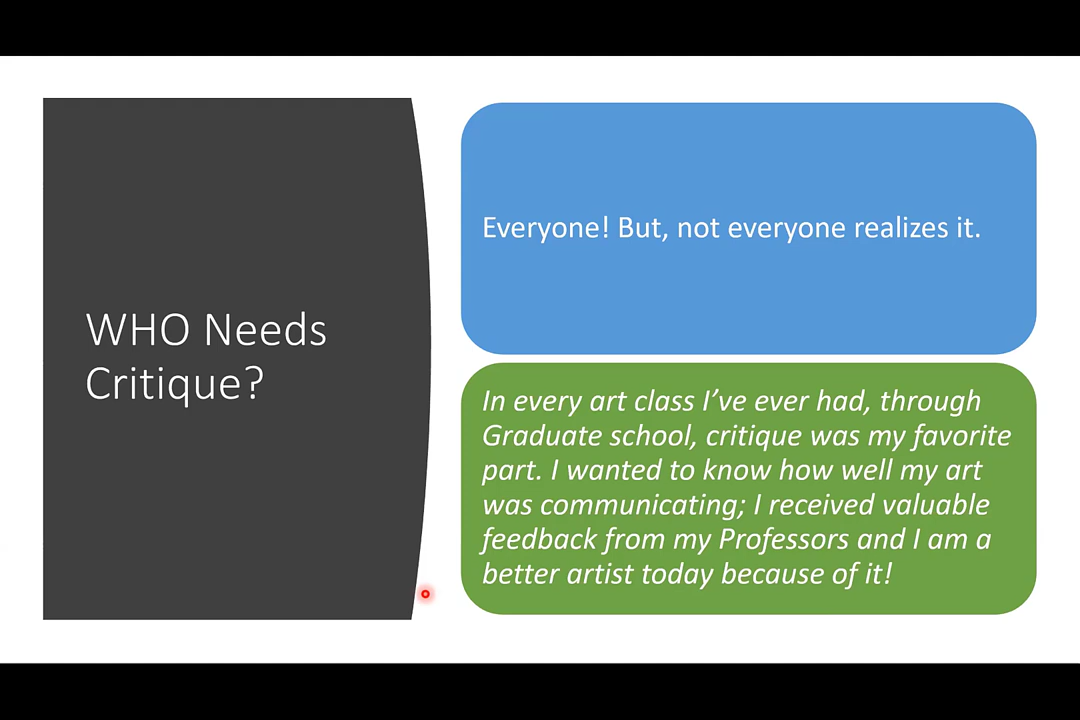 WHO Needs
Critique?
Everyone! But, not everyone realizes it.
In every art class I’ve ever had, through
Graduate school, critique was my favorite
part. I wanted to know how well my art
was communicating; I received valuable
feedback from my Professors and I am a
better artist today because of it!